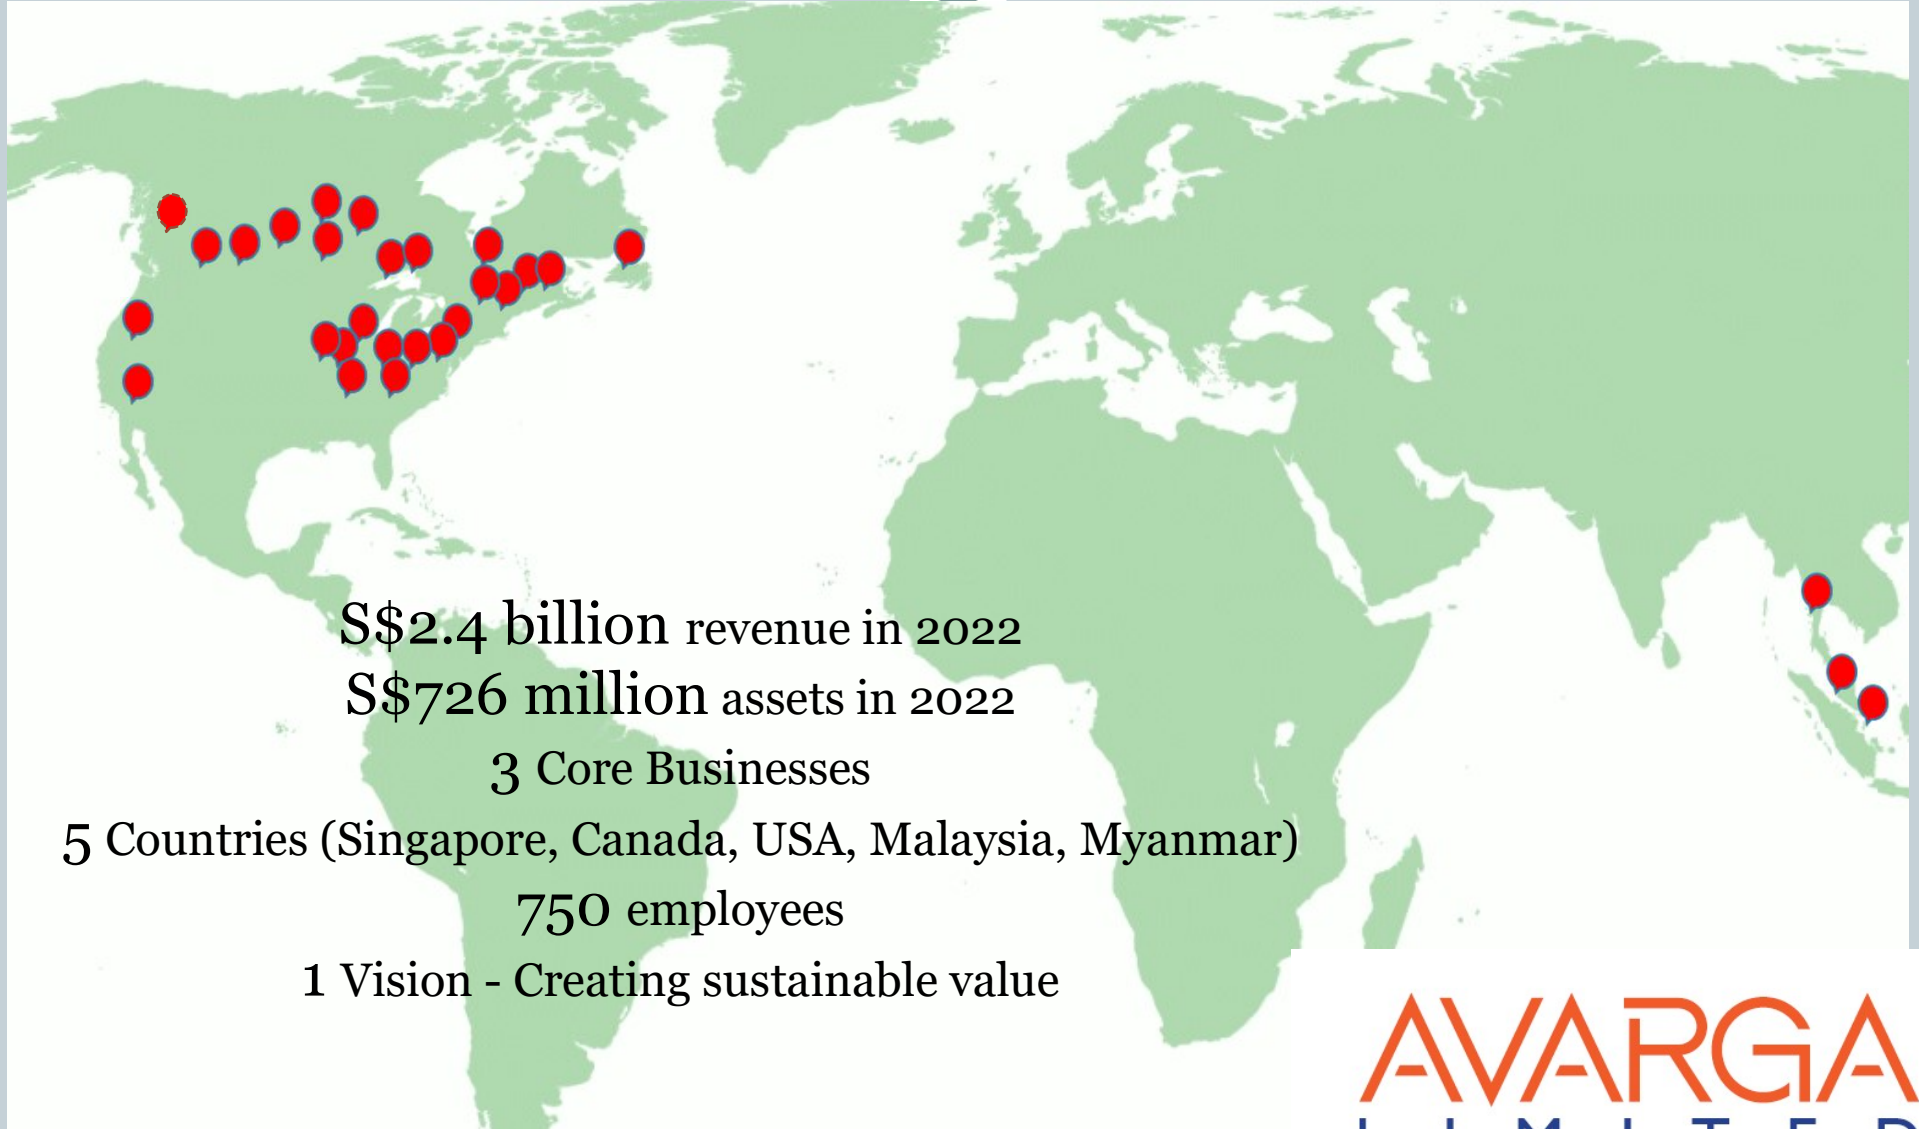 S$2.4 billion revenue in 2022
S$726 million assets in 2022
3 Core Businesses
5 Countries (Singapore, Canada, USA, Malaysia, Myanmar)
750 employees
1 Vision - Creating sustainable value
AVARGA
LIMITED